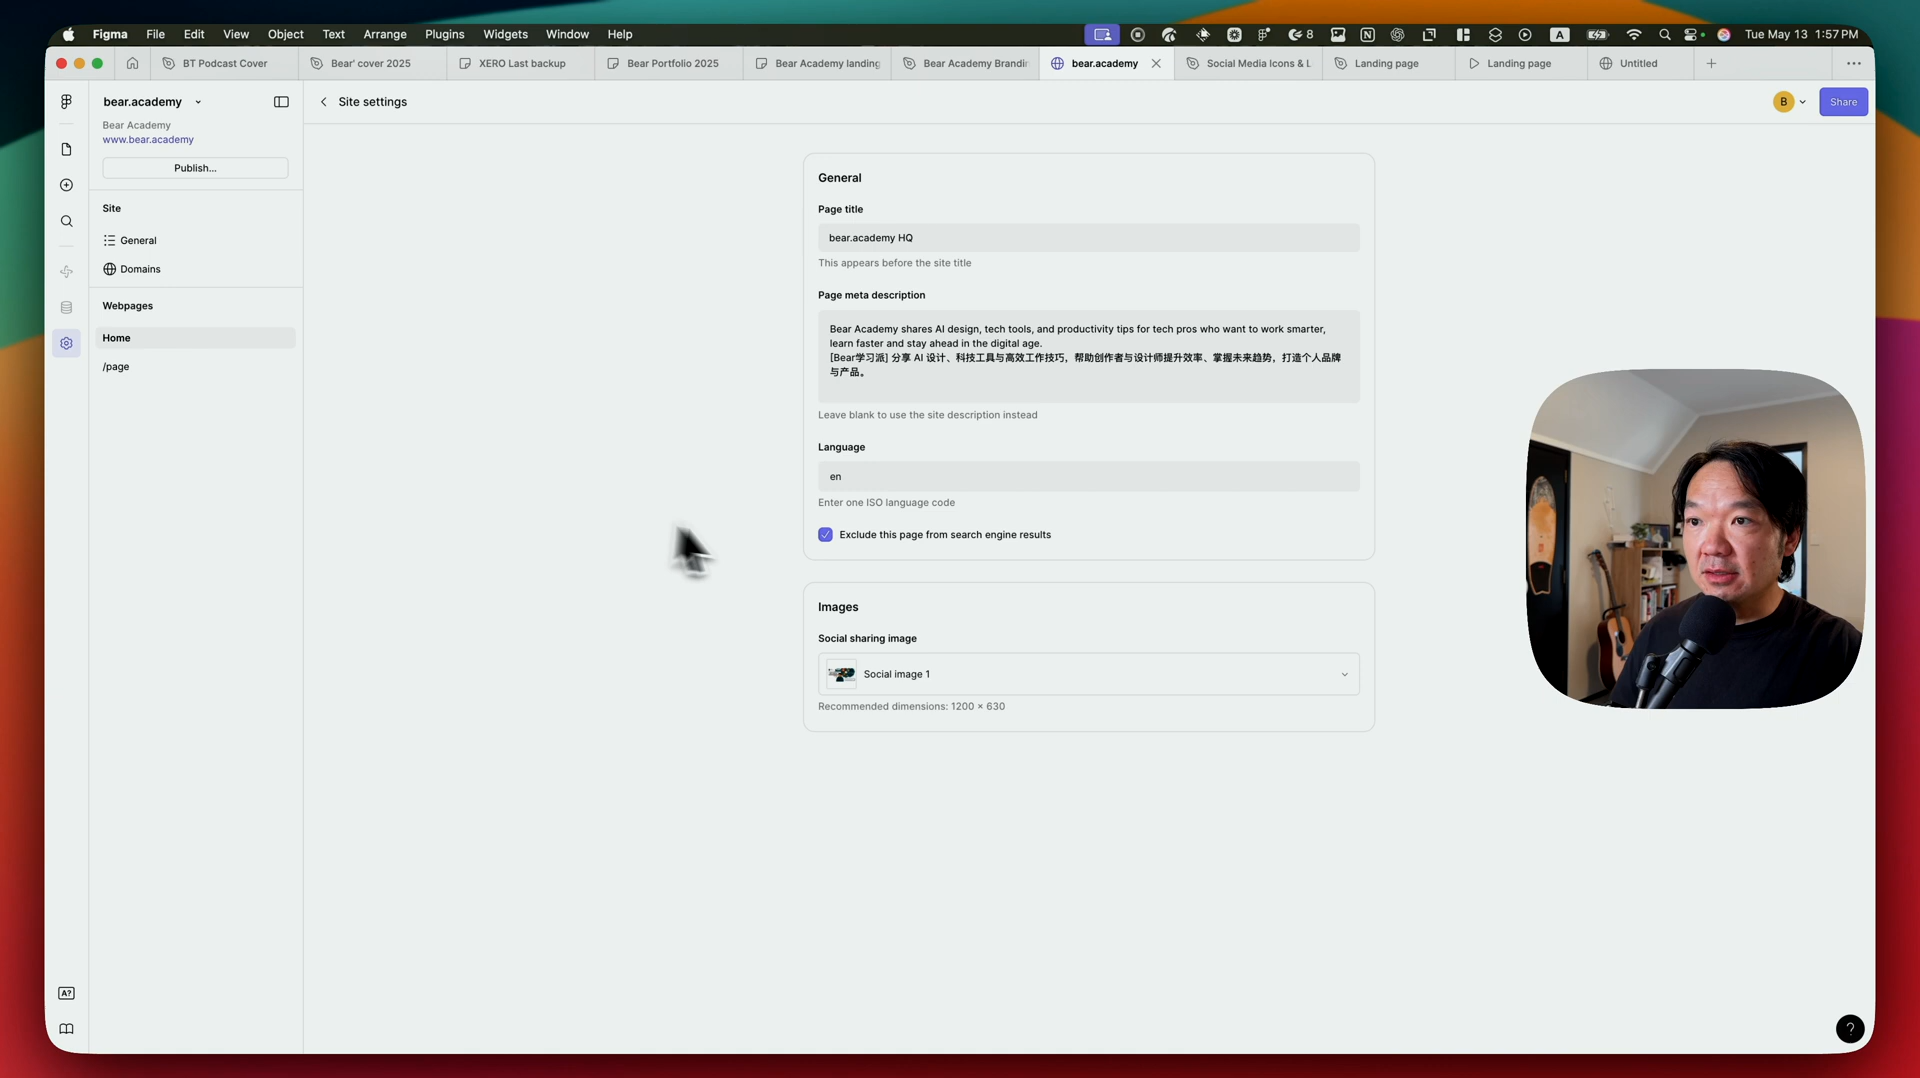 Figma File Edit View Object Text Arrange Plugins Widgets Window Help
8 A Tue May 13 1:57 PM
BT Podcast Cover Bear' cover 2025 XERO Last backup Bear Portfolio 2025 Bear Academy landing Bear Academy Brandin bear.academy Social Media Icons & L Landing page Landing page Untitled
bear.academy
Bear Academy
www.bear.academy
Publish...
Site
General
Domains
Webpages
Home
/page
A?
Site settings
B Share
General
Page title
bear.academy HQ
This appears before the site title
Page meta description
Bear Academy shares AI design, tech tools, and productivity tips for tech pros who want to work smarter,
learn faster and stay ahead in the digital age.
[Bear学习派] 分享 AI 设计、科技工具与高效工作技巧，帮助创作者与设计师提升效率、掌握未来趋势，打造个人品牌
与产品。
Leave blank to use the site description instead
Language
en
Enter one ISO language code
Exclude this page from search engine results
Images
Social sharing image
Social image 1
Recommended dimensions: 1200 × 630
?